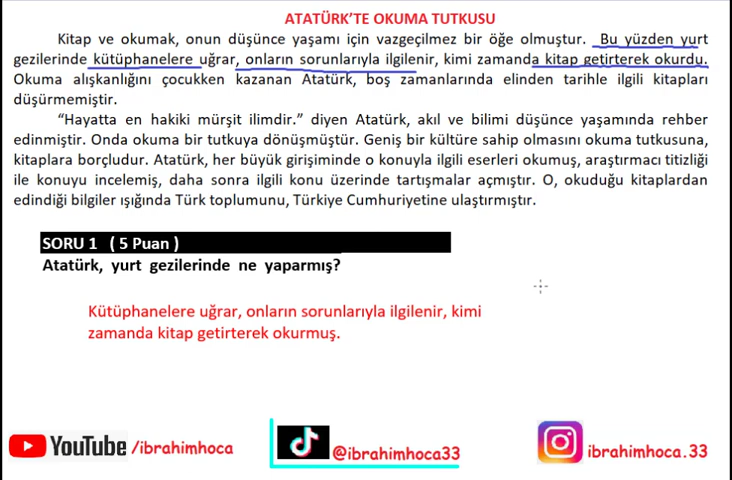 ATATÜRK'TE OKUMA TUTKUSU
Kitap ve okumak, onun düşünce yaşamı için vazgeçilmez bir öğe olmuştur. Bu yüzden yurt
gezilerinde kütüphanelere uğrar, onların sorunlarıyla ilgilenir, kimi zamanda kitap getirterek okurdu.
Okuma alışkanlığını çocukken kazanan Atatürk, boş zamanlarında elinden tarihle ilgili kitapları
düşürmemiştir.
"Hayatta en hakiki mürşit ilimdir." diyen Atatürk, akıl ve bilimi düşünce yaşamında rehber
edinmiştir. Onda okuma bir tutkuya dönüşmüştür. Geniş bir kültüre sahip olmasını okuma tutkusuna,
kitaplara borçludur. Atatürk, her büyük girişiminde o konuyla ilgili eserleri okumuş, araştırmacı titizliği
ile konuyu incelemiş, daha sonra ilgili konu üzerinde tartışmalar açmıştır. O, okuduğu kitaplardan
edindiği bilgiler ışığında Türk toplumunu, Türkiye Cumhuriyetine ulaştırmıştır.
SORU 1 ( 5 Puan )
Atatürk, yurt gezilerinde ne yaparmış?
Kütüphanelere uğrar, onların sorunlarıyla ilgilenir, kimi
zamanda kitap getirterek okurmuş.
YouTube /ibrahimhoca
@ibrahimhoca33
ibrahimhoca.33